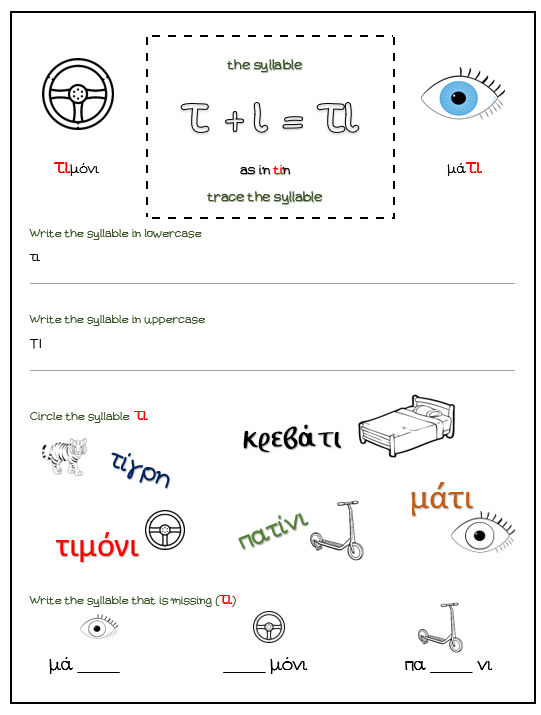 the syllable
τ + ι = τι
as in tin
trace the syllable
τιμόνι
μάτι
Write the syllable in lowercase
τι
Write the syllable in uppercase
ΤΙ
Circle the syllable τι
κρεβάτι
τίγρη
μάτι
τιμόνι
πατίνι
Write the syllable that is missing (τι)
μά _____
_____ μόνι
πα _____ νι